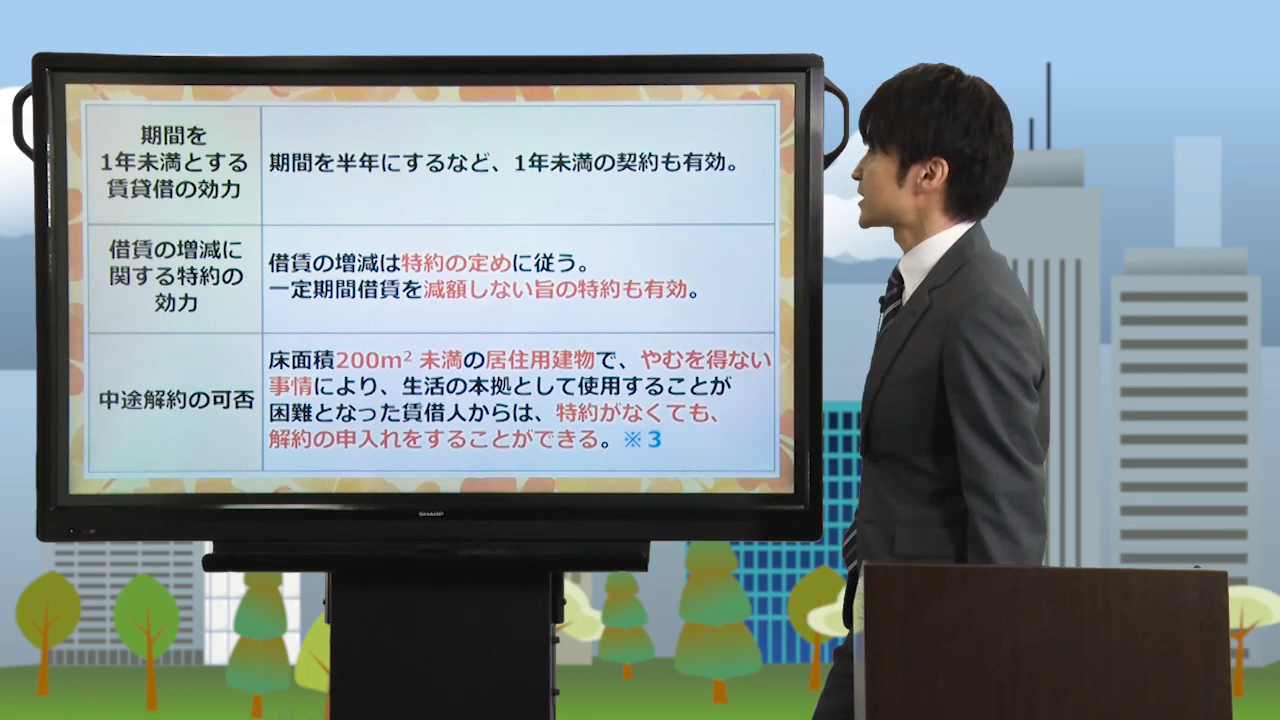 期間を
1年未満とする
賃貸借の効力
期間を半年にするなど、1年未満の契約も有効。
借賃の増減に
関する特約の
効力
借賃の増減は特約の定めに従う。
一定期間借賃を減額しない旨の特約も有効。
中途解約の可否
床面積200m² 未満の居住用建物で、やむを得ない
事情により、生活の本拠として使用することが
困難となった賃借人からは、特約がなくても、
解約の申入れをすることができる。※3
SHARP